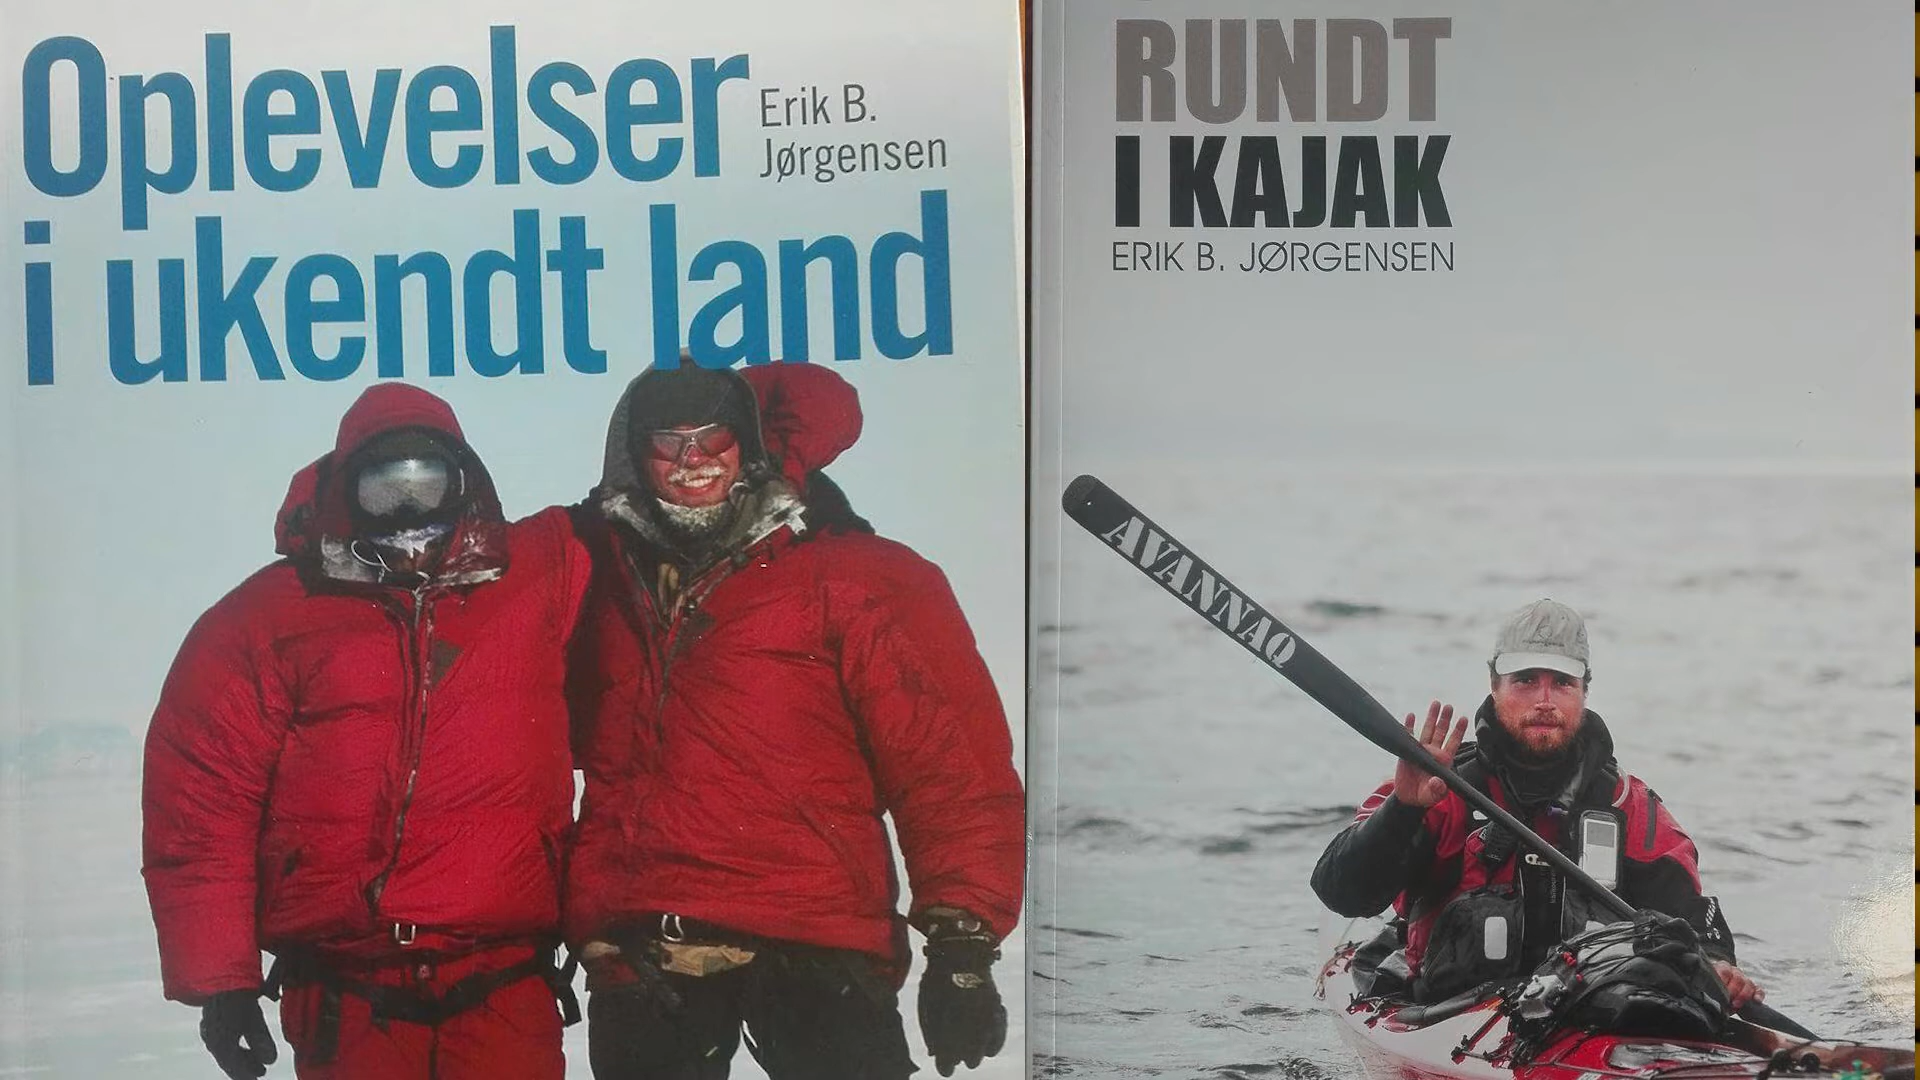 Oplevelser
Erik B.
Jørgensen
i ukendt land
RUNDT
I KAJAK
ERIK B. JØRGENSEN
AVANNAQ